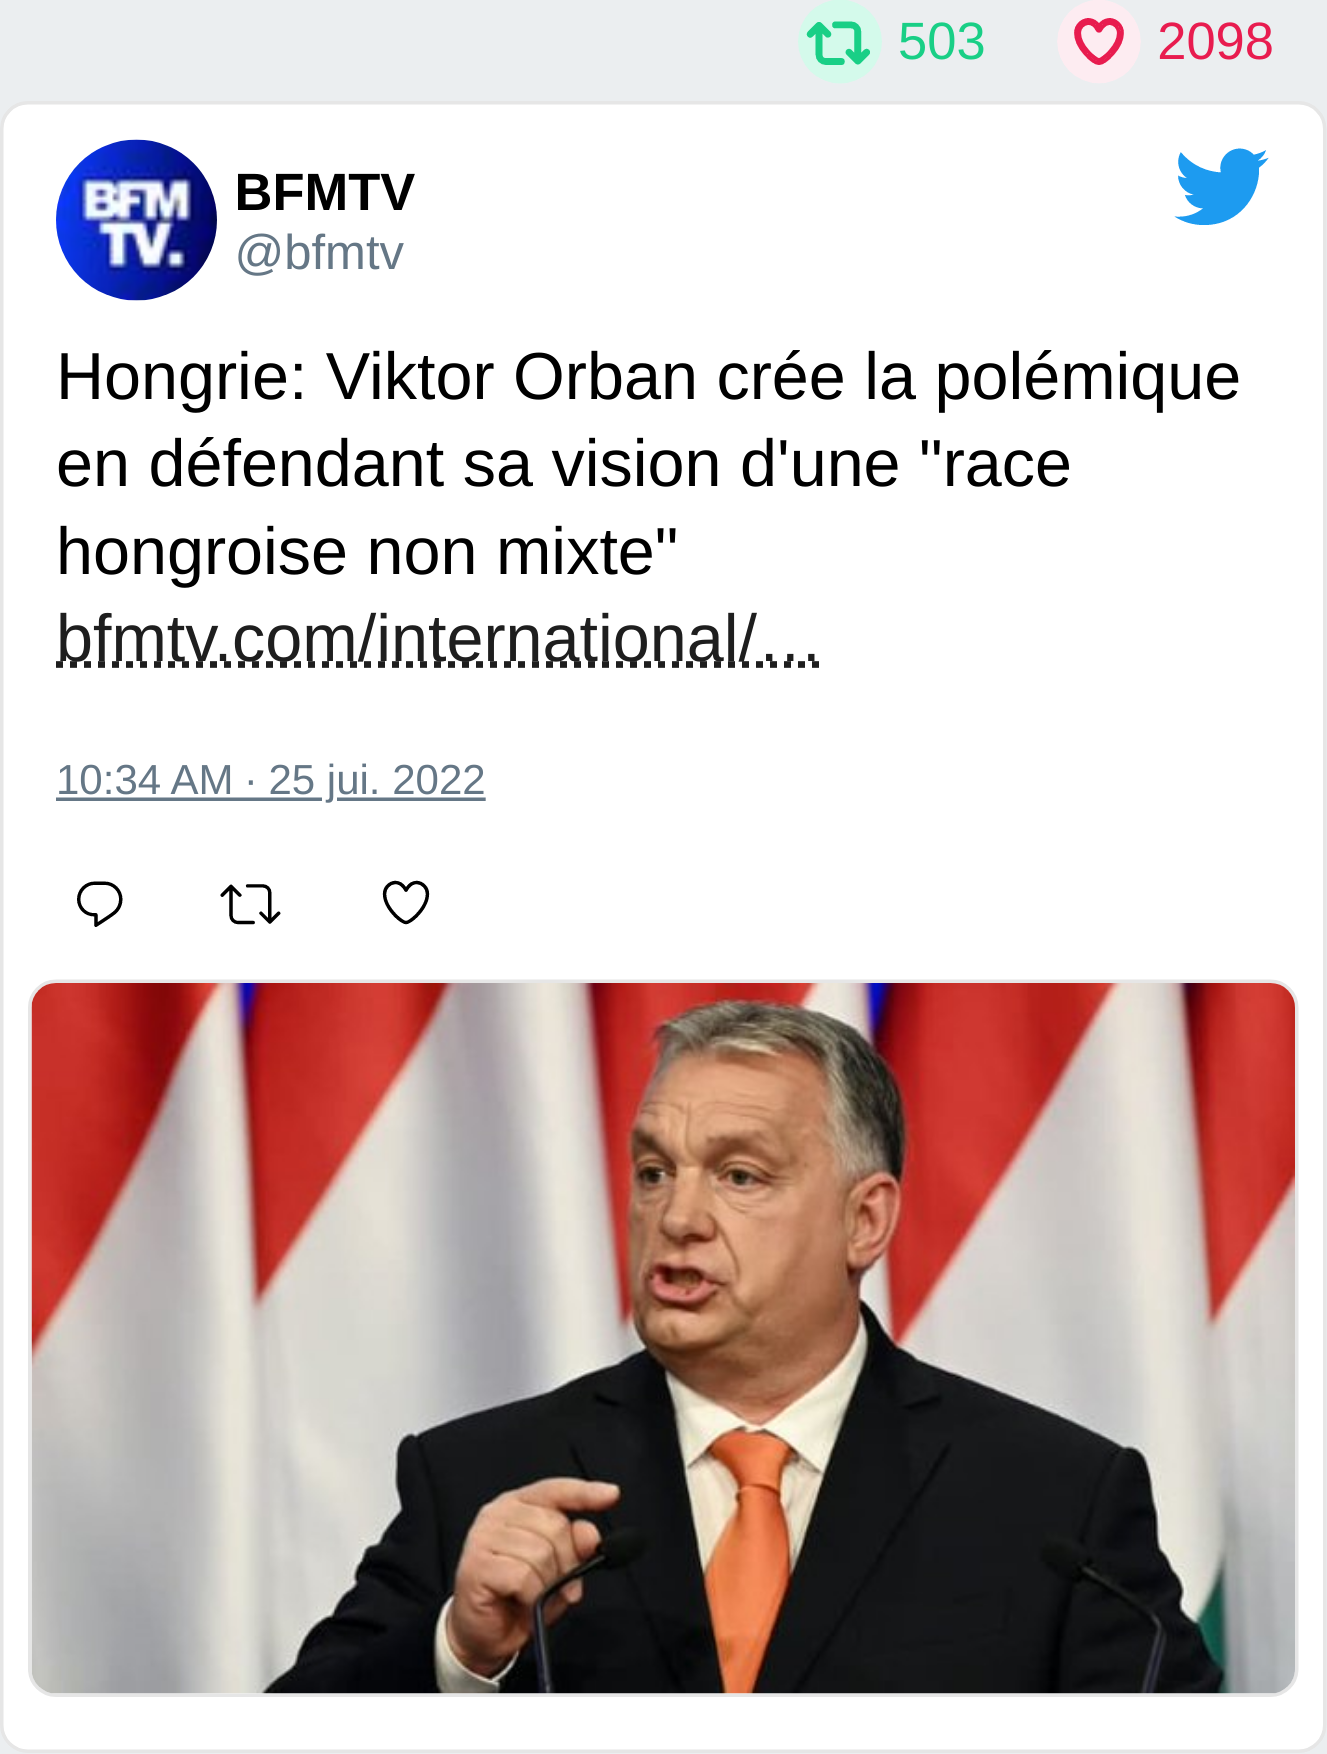 503 2098
BFM
TV.
BFMTV
@bfmtv
Hongrie: Viktor Orban crée la polémique
en défendant sa vision d'une "race
hongroise non mixte"
bfmtv.com/international/…
10:34 AM · 25 jui. 2022